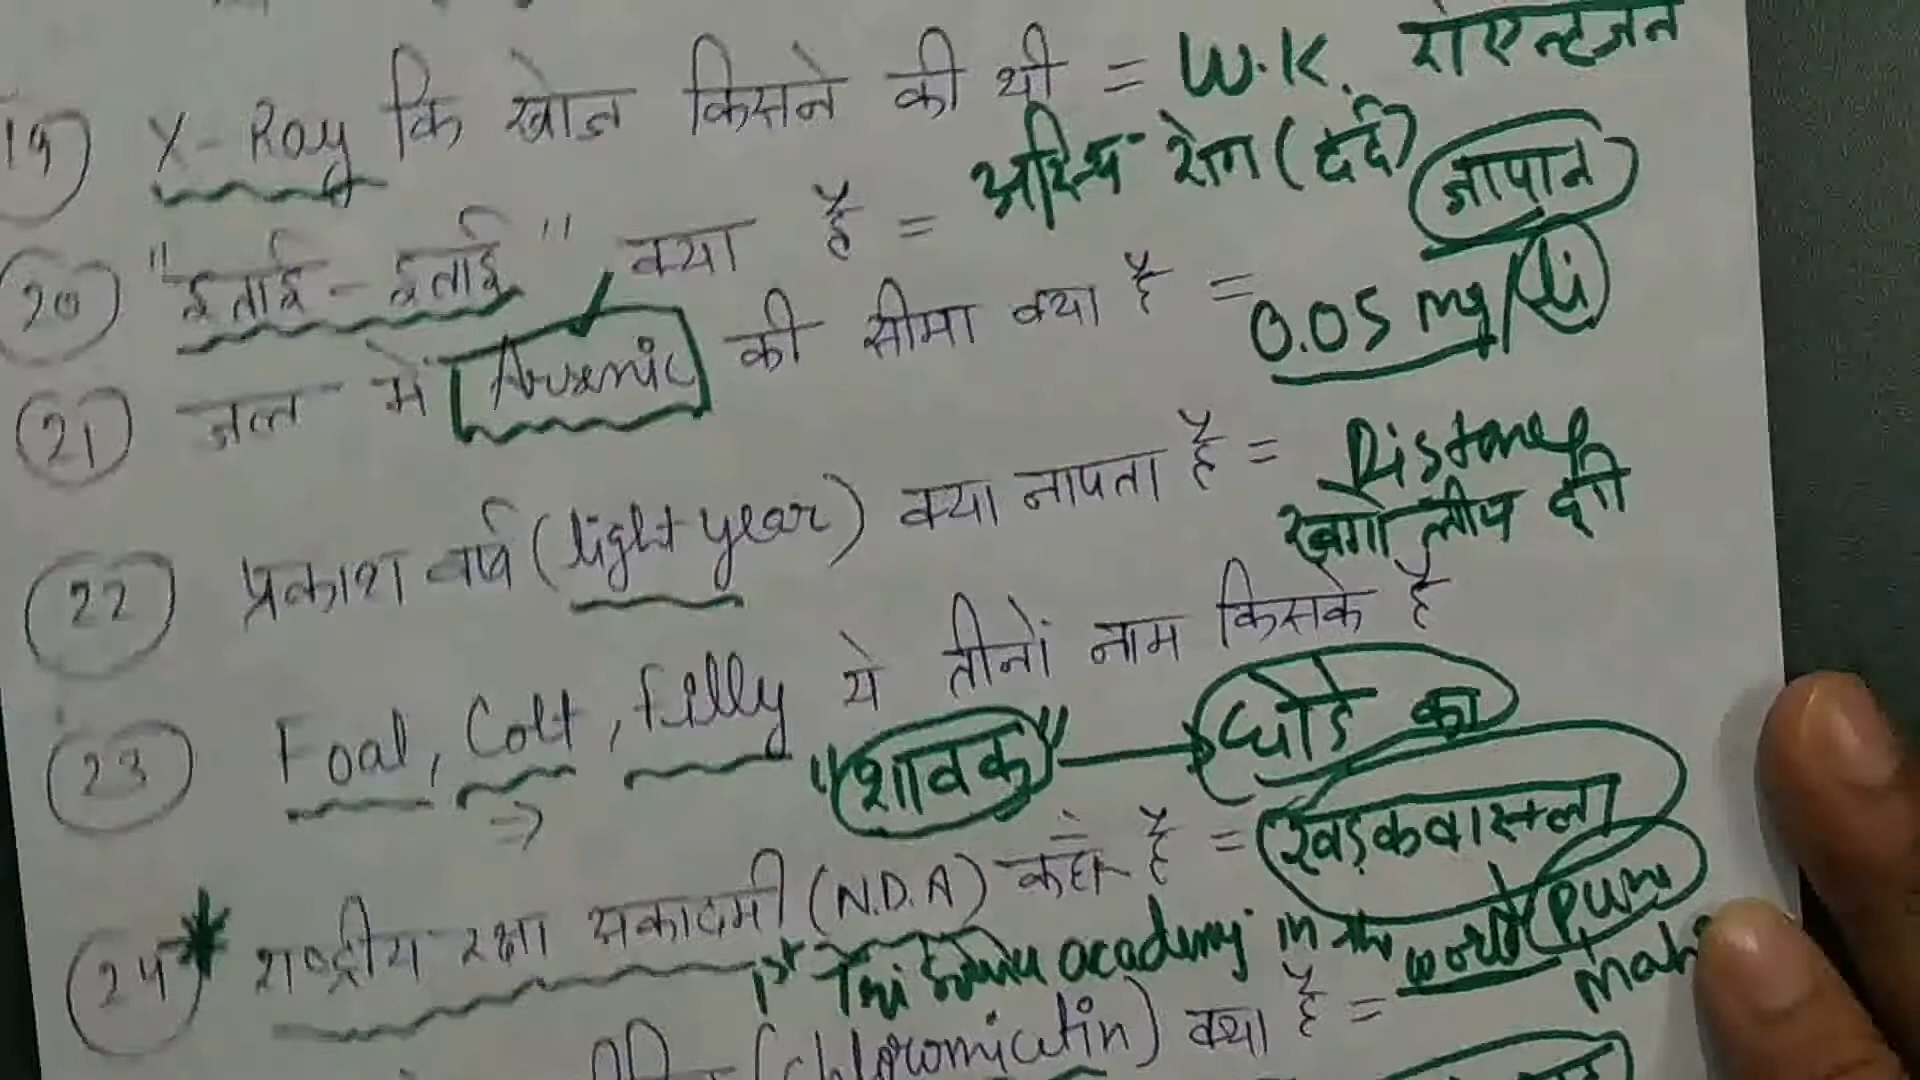 19) X-Ray कि खोज किसने की थी = W.K. रोएन्टजन
20) "इताई-इताई" क्या है = अस्थि रोग (दर्द) जापान
21) जल में Arsenic की सीमा क्या है = 0.05 mg/li
22) प्रकाश वर्ष (light year) क्या नापता है = Distance
खगोलीय दूरी
23) Foal, Colt, Filly ये तीनों नाम किसके है
"शावक" घोडे का
24) राष्ट्रीय रक्षा अकादमी (N.D.A) कहाँ है = खड़कवासला
1st Tri Service academy in the world Pune
Mah
(chloromicetin) क्या है =